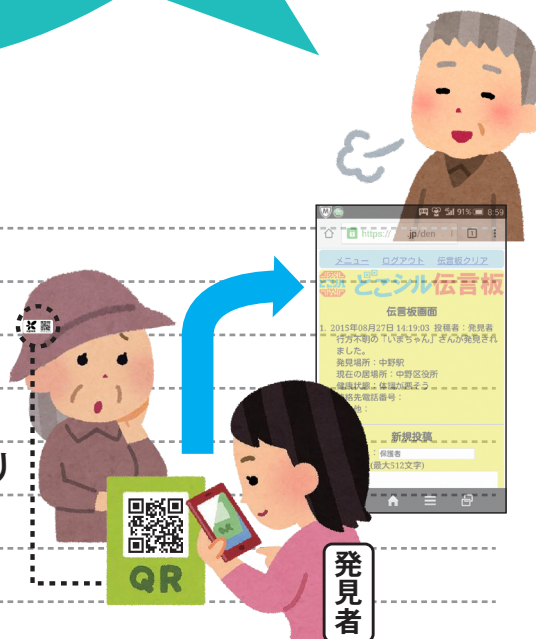 91% 8:59
https:// .jp/den
メニュー ログアウト 伝言板クリア
どこシル伝言板
伝言板画面
1. 2015年08月27日 14:19:03 投稿者：発見者
行方不明の「いまちゃん」さんが発見され
ました。
発見場所：中野駅
現在の居場所：中野区役所
健康状態：体調が悪そう
絡先電話番号：
他：
新規投稿
：保護者
(最大512文字)
り
QR
QR
発見者